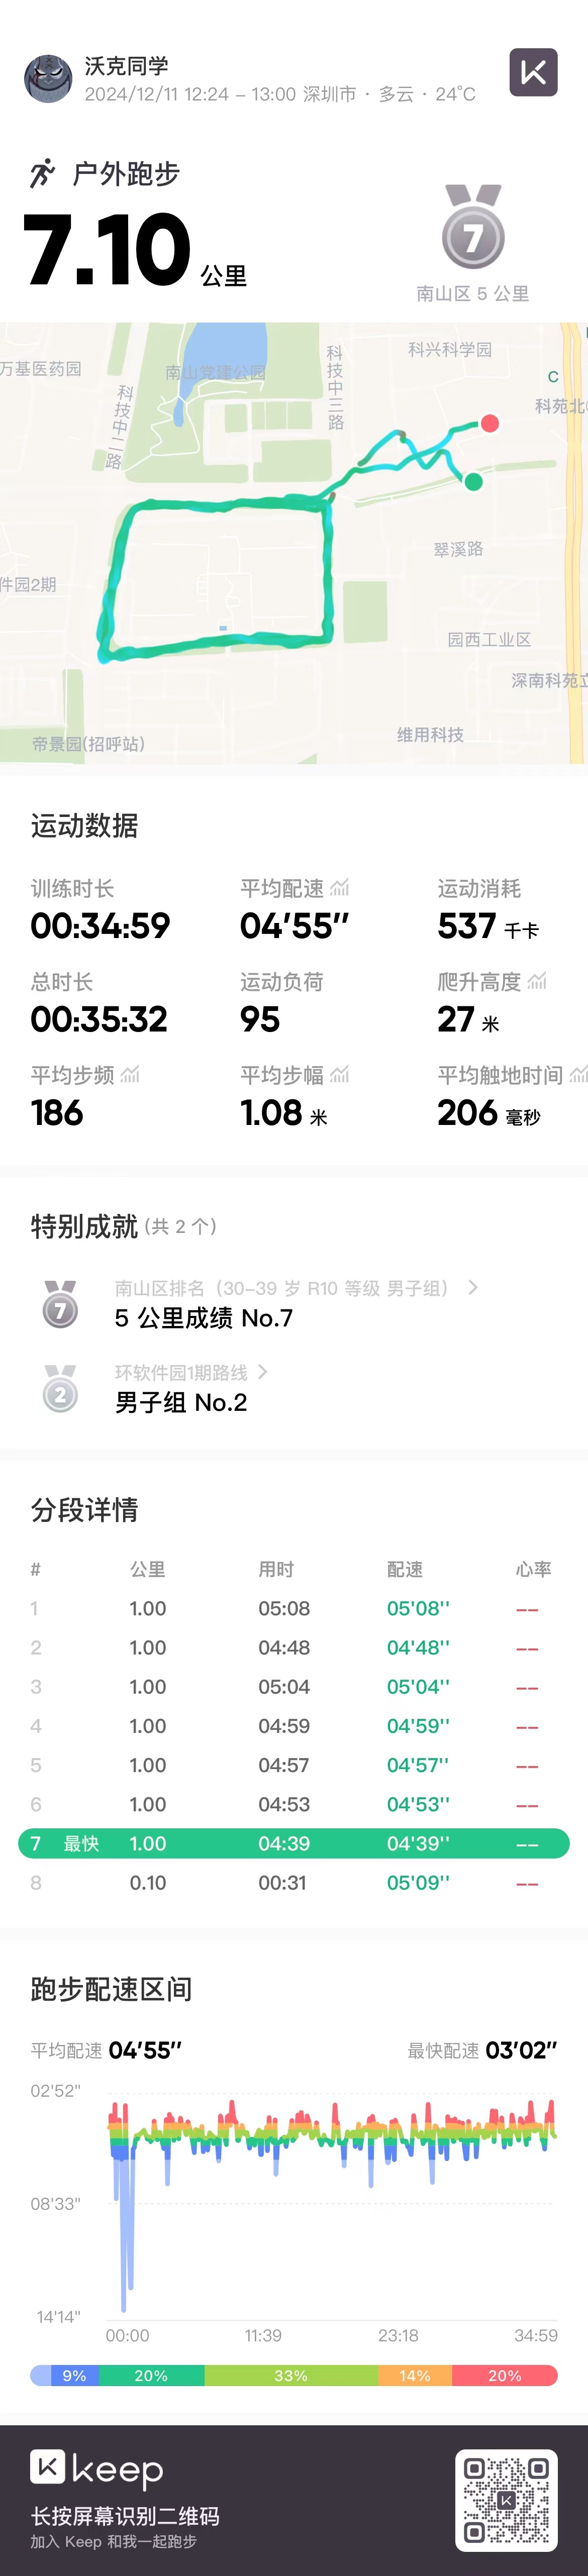 沃克同学
2024/12/11 12:24 – 13:00 深圳市 · 多云 · 24°C
户外跑步
7.10 公里
7
南山区 5 公里
万基医药园
南山党建公园
科技中三路
科兴科学园
C
科技中二路
科苑北
翠溪路
件园2期
园西工业区
深南科苑立
维用科技
帝景园(招呼站)
运动数据
训练时长 平均配速 运动消耗
00:34:59 04'55'' 537 千卡
总时长 运动负荷 爬升高度
00:35:32 95 27 米
平均步频 平均步幅 平均触地时间
186 1.08 米 206 毫秒
特别成就 (共 2 个)
7
南山区排名（30-39 岁 R10 等级 男子组） >
5 公里成绩 No.7
2
环软件园1期路线 >
男子组 No.2
分段详情
# 公里 用时 配速 心率
1 1.00 05:08 05'08'' --
2 1.00 04:48 04'48'' --
3 1.00 05:04 05'04'' --
4 1.00 04:59 04'59'' --
5 1.00 04:57 04'57'' --
6 1.00 04:53 04'53'' --
7 最快 1.00 04:39 04'39'' --
8 0.10 00:31 05'09'' --
跑步配速区间
平均配速 04'55'' 最快配速 03'02''
02'52"
08'33"
14'14"
00:00 11:39 23:18 34:59
9% 20% 33% 14% 20%
keep
长按屏幕识别二维码
加入 Keep 和我一起跑步